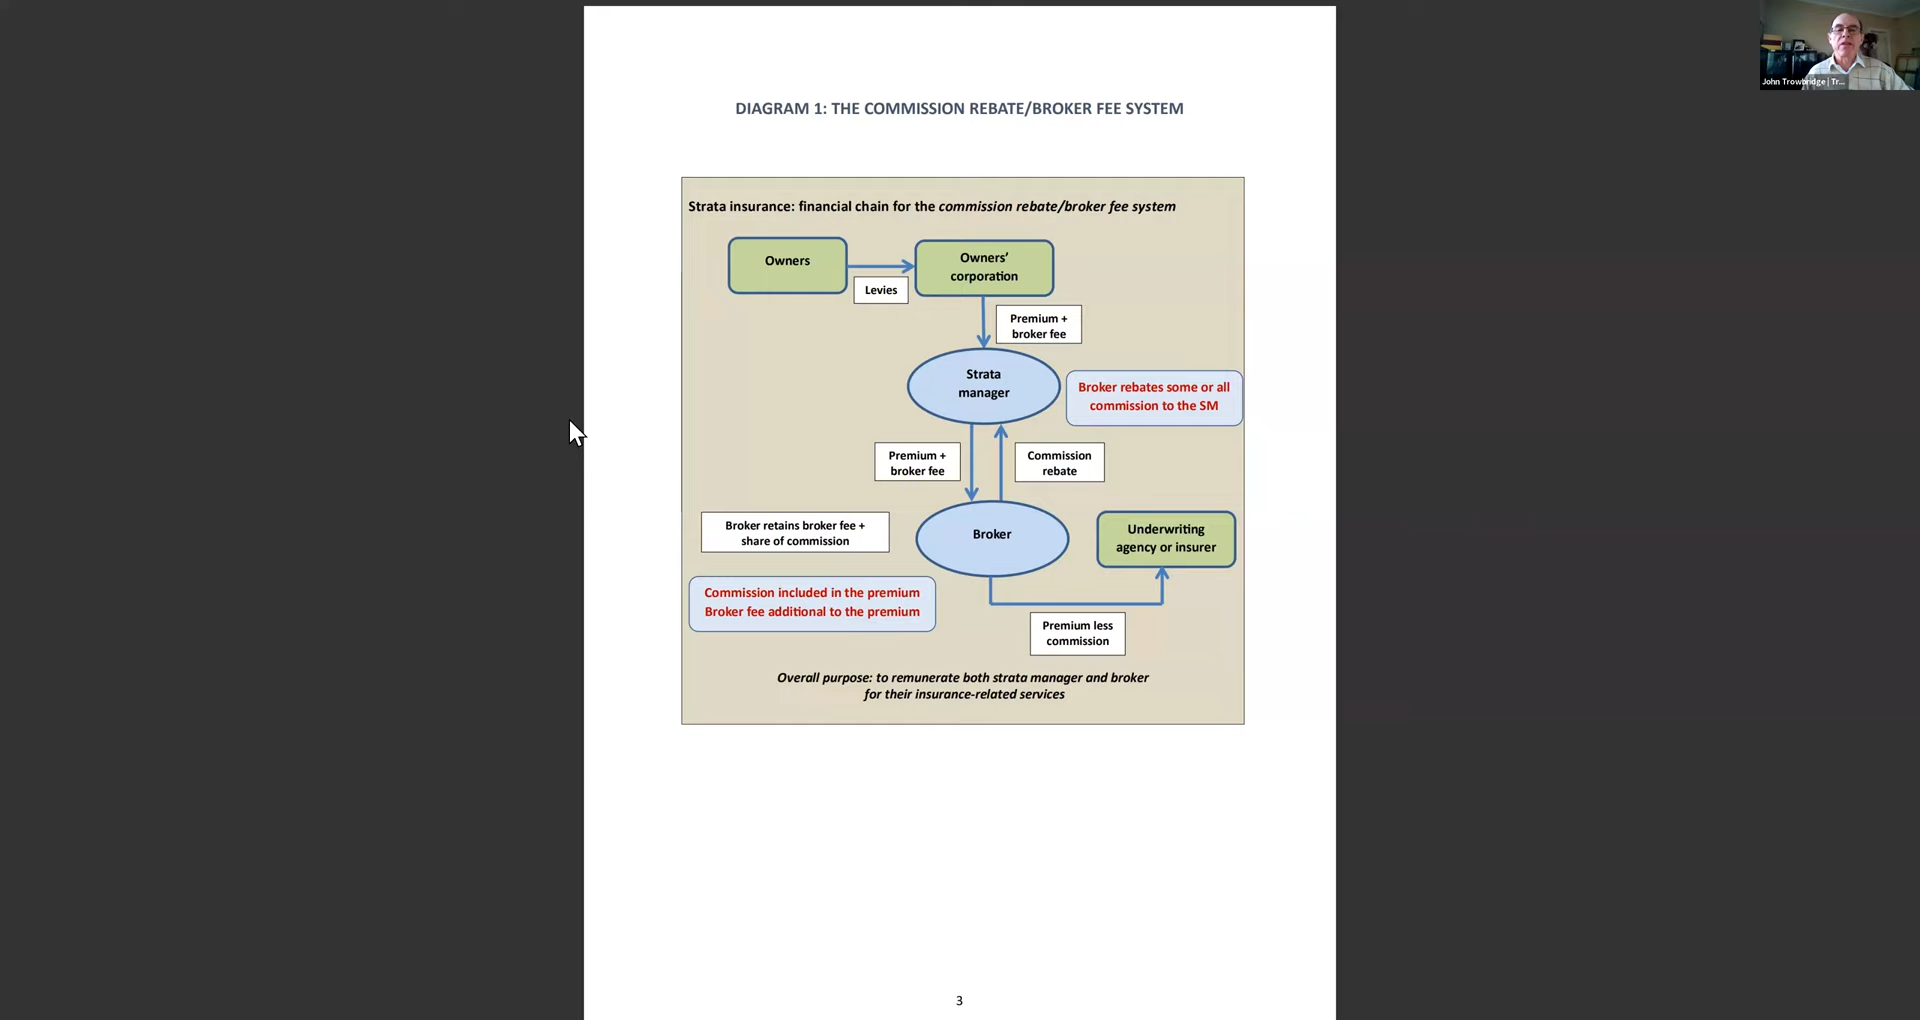 John Trowbridge | Tr...
DIAGRAM 1: THE COMMISSION REBATE/BROKER FEE SYSTEM
Strata insurance: financial chain for the commission rebate/broker fee system
Owners
Owners’
corporation
Levies
Premium +
broker fee
Strata
manager
Broker rebates some or all
commission to the SM
Premium +
broker fee
Commission
rebate
Broker retains broker fee +
share of commission
Broker
Underwriting
agency or insurer
Commission included in the premium
Broker fee additional to the premium
Premium less
commission
Overall purpose: to remunerate both strata manager and broker
for their insurance-related services
3